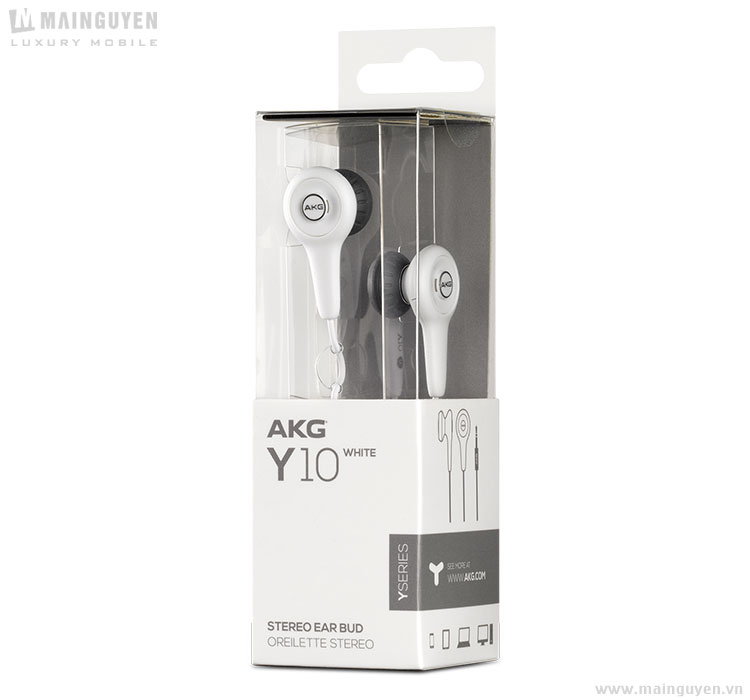 MAINGUYEN
LUXURY MOBILE
AKG
AKG
AKG
Y10 WHITE
YSERIES
SEE MORE AT
WWW.AKG.COM
STEREO EAR BUD
OREILETTE STEREO
www.mainguyen.vn